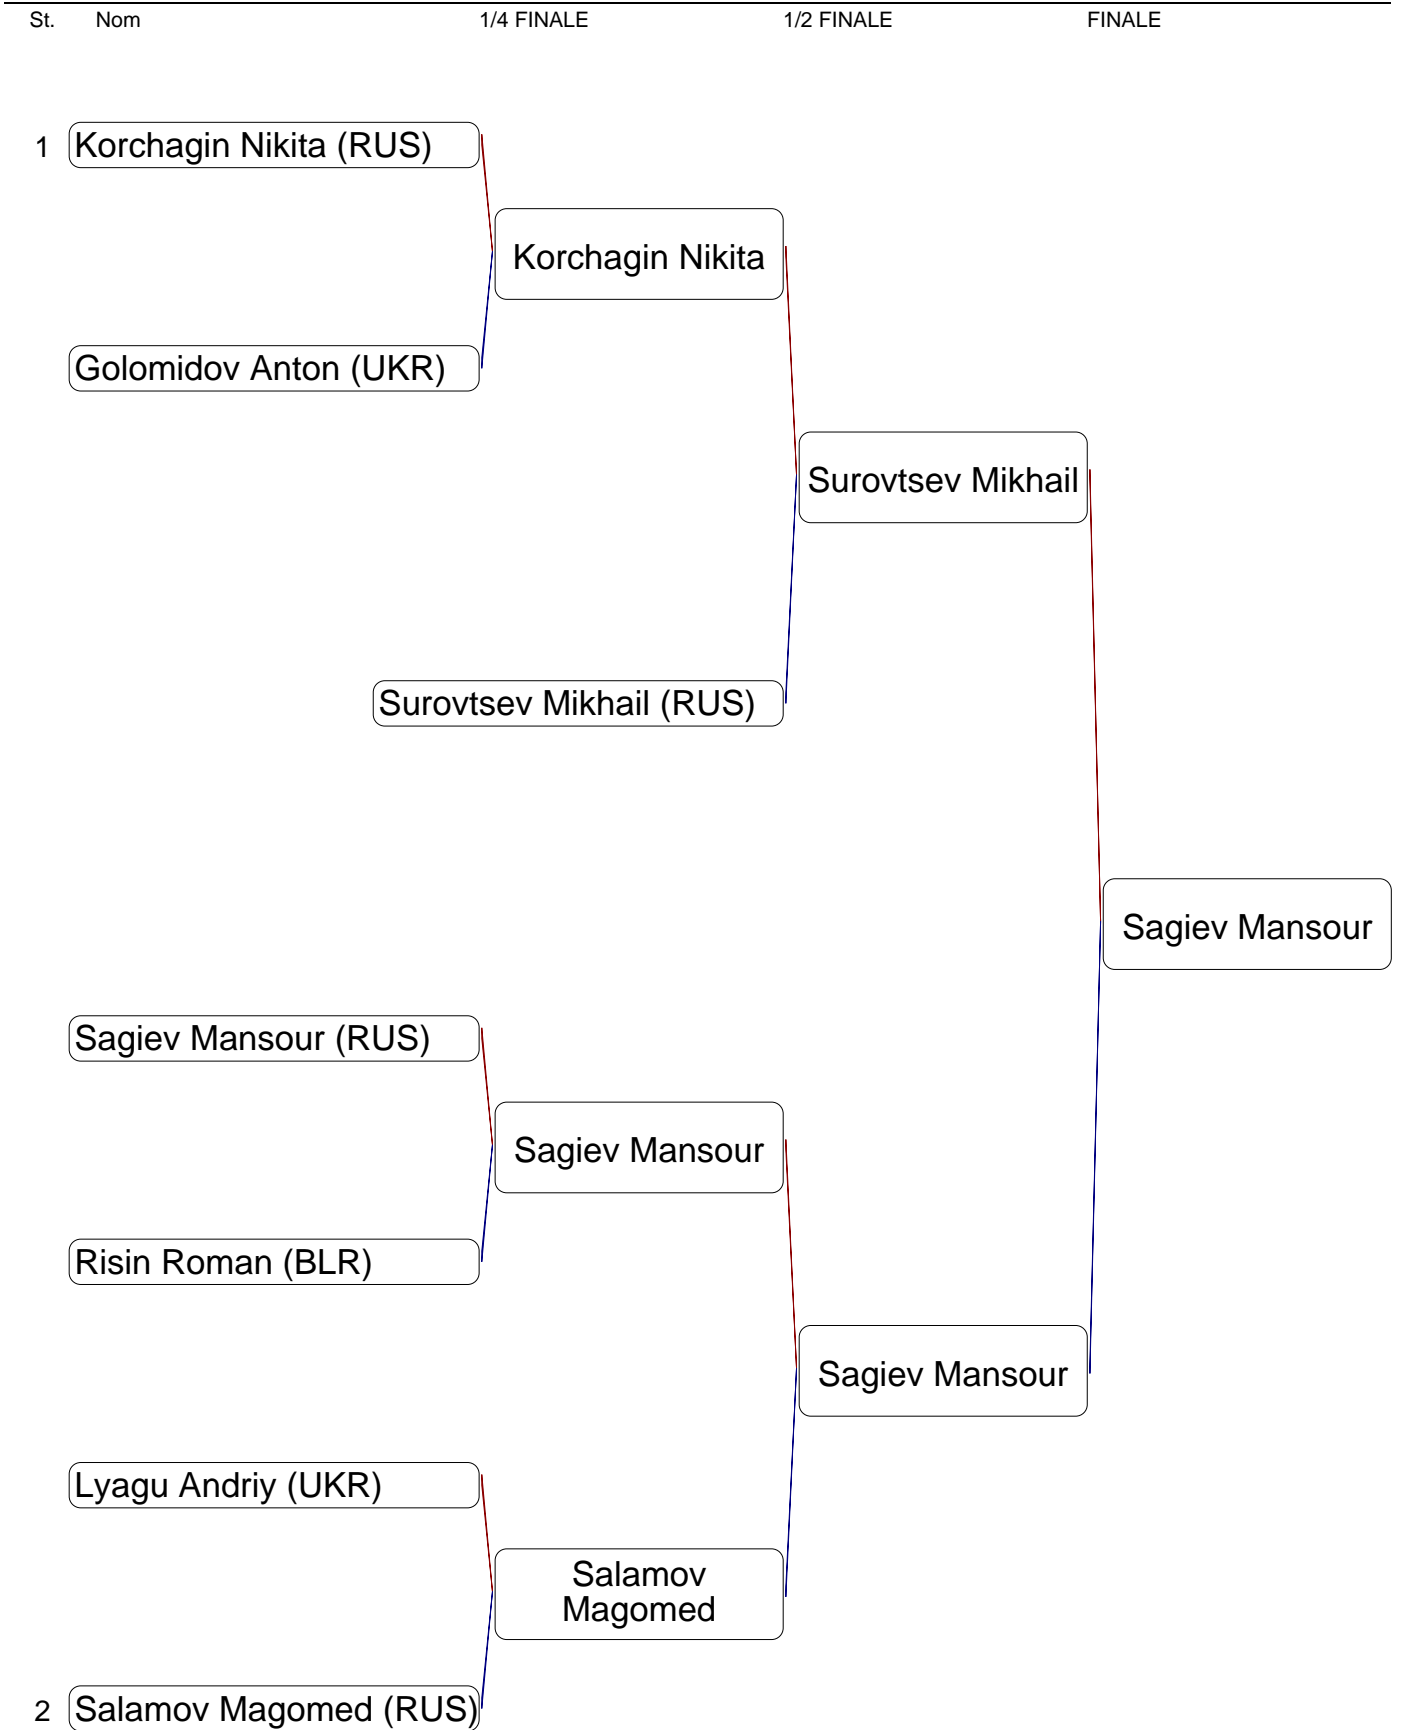 St. Nom 1/4 FINALE 1/2 FINALE FINALE
1 Korchagin Nikita (RUS)
Korchagin Nikita
Golomidov Anton (UKR)
Surovtsev Mikhail
Surovtsev Mikhail (RUS)
Sagiev Mansour
Sagiev Mansour (RUS)
Sagiev Mansour
Risin Roman (BLR)
Sagiev Mansour
Lyagu Andriy (UKR)
Salamov
Magomed
2 Salamov Magomed (RUS)